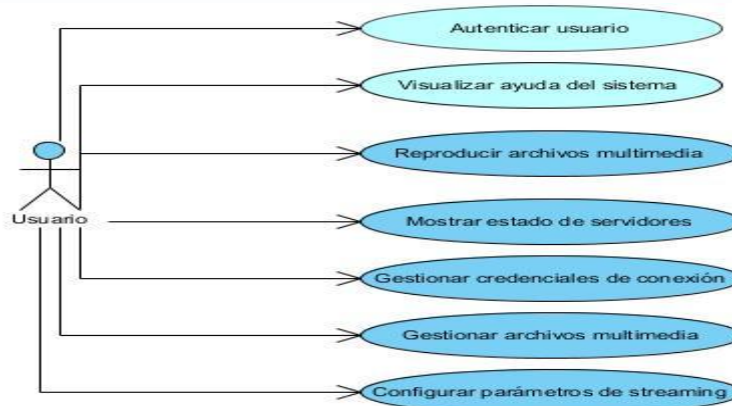 Autenticar usuario
Visualizar ayuda del sistema
Reproducir archivos multimedia
Usuario
Mostrar estado de servidores
Gestionar credenciales de conexión
Gestionar archivos multimedia
Configurar parámetros de streaming